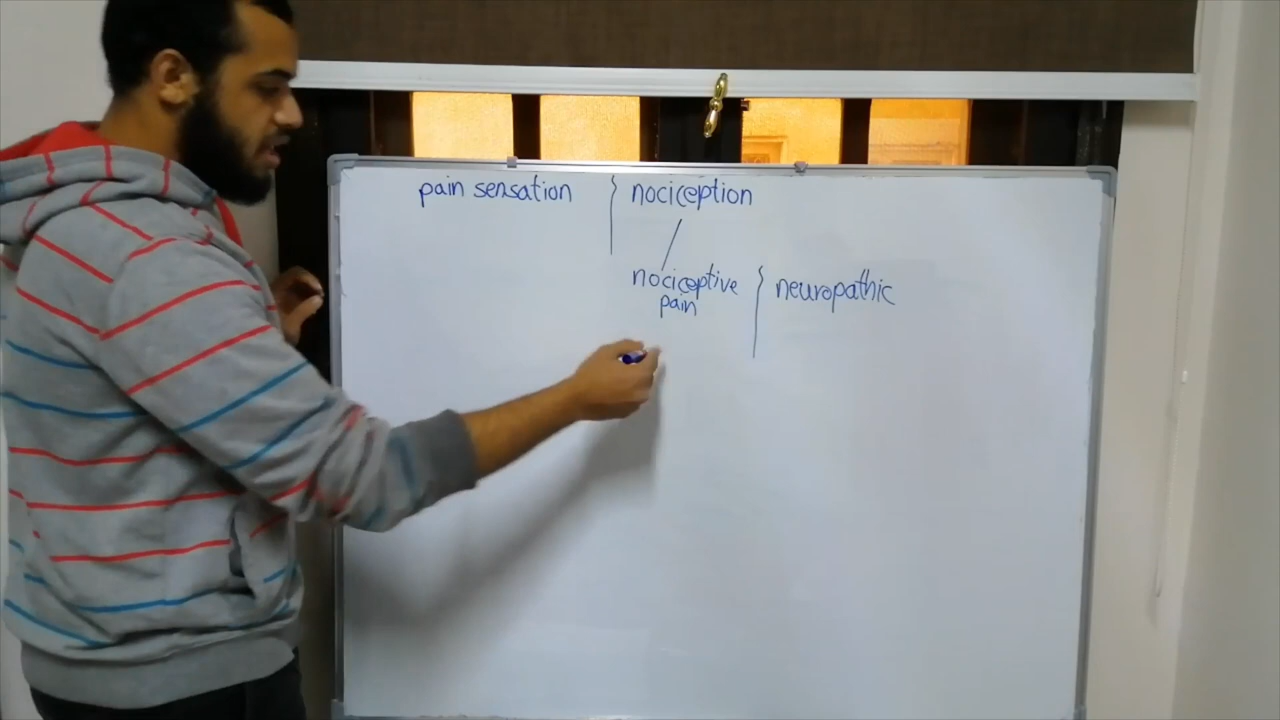 pain sensation nociception
nociceptive neuropathic
pain